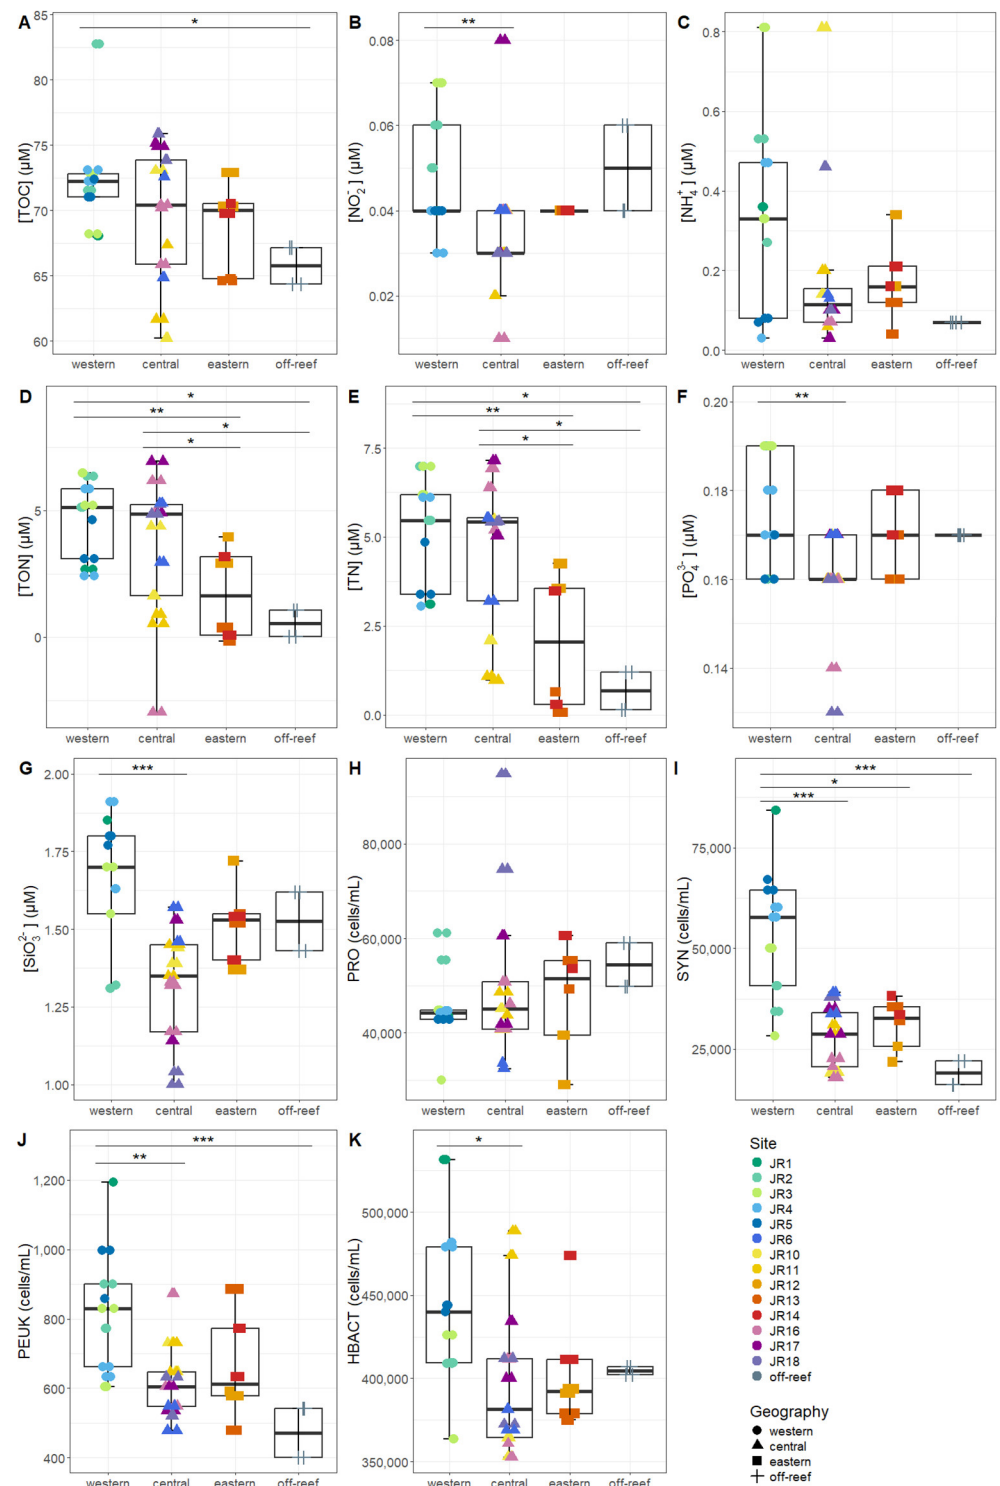 A
*
[TOC] (µM)
85
80
75
70
65
60
western central eastern off-reef
B
**
[NO₂⁻] (µM)
0.08
0.06
0.04
0.02
western central eastern off-reef
C
[NH₄⁺] (µM)
0.8
0.6
0.4
0.2
0.0
western central eastern off-reef
D
*
**
*
*
[TON] (µM)
5
0
western central eastern off-reef
E
*
**
*
*
[TN] (µM)
7.5
5.0
2.5
0.0
western central eastern off-reef
F
**
[PO₄³⁻] (µM)
0.20
0.18
0.16
0.14
western central eastern off-reef
G
***
[SiO₃²⁻] (µM)
2.00
1.75
1.50
1.25
1.00
western central eastern off-reef
H
PRO (cells/mL)
80,000
60,000
40,000
western central eastern off-reef
I
***
*
***
SYN (cells/mL)
75,000
50,000
25,000
western central eastern off-reef
J
***
**
PEUK (cells/mL)
1,200
1,000
800
600
400
western central eastern off-reef
K
*
HBACT (cells/mL)
500,000
450,000
400,000
350,000
western central eastern off-reef
Site
JR1
JR2
JR3
JR4
JR5
JR6
JR10
JR11
JR12
JR13
JR14
JR16
JR17
JR18
off-reef
Geography
western
central
eastern
off-reef